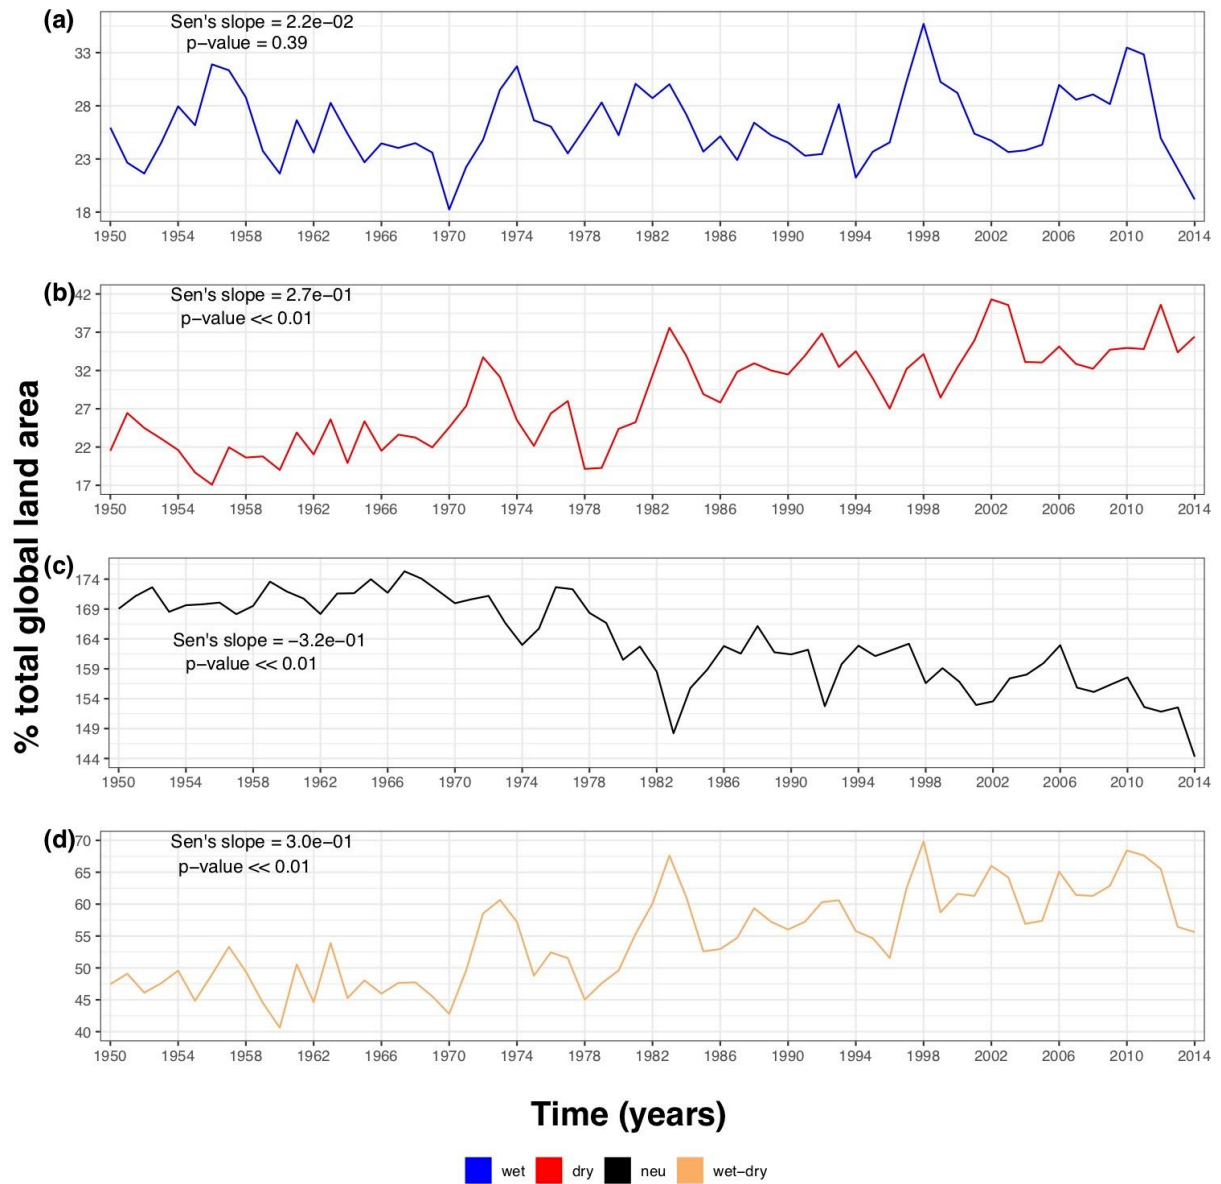 (a)
Sen's slope = 2.2e−02
p−value = 0.39
33
28
23
18
1950 1954 1958 1962 1966 1970 1974 1978 1982 1986 1990 1994 1998 2002 2006 2010 2014
(b)
Sen's slope = 2.7e−01
p−value << 0.01
42
37
32
27
22
17
1950 1954 1958 1962 1966 1970 1974 1978 1982 1986 1990 1994 1998 2002 2006 2010 2014
% total global land area
(c)
Sen's slope = −3.2e−01
p−value << 0.01
174
169
164
159
154
149
144
1950 1954 1958 1962 1966 1970 1974 1978 1982 1986 1990 1994 1998 2002 2006 2010 2014
(d)
Sen's slope = 3.0e−01
p−value << 0.01
70
65
60
55
50
45
40
1950 1954 1958 1962 1966 1970 1974 1978 1982 1986 1990 1994 1998 2002 2006 2010 2014
Time (years)
wet dry neu wet−dry